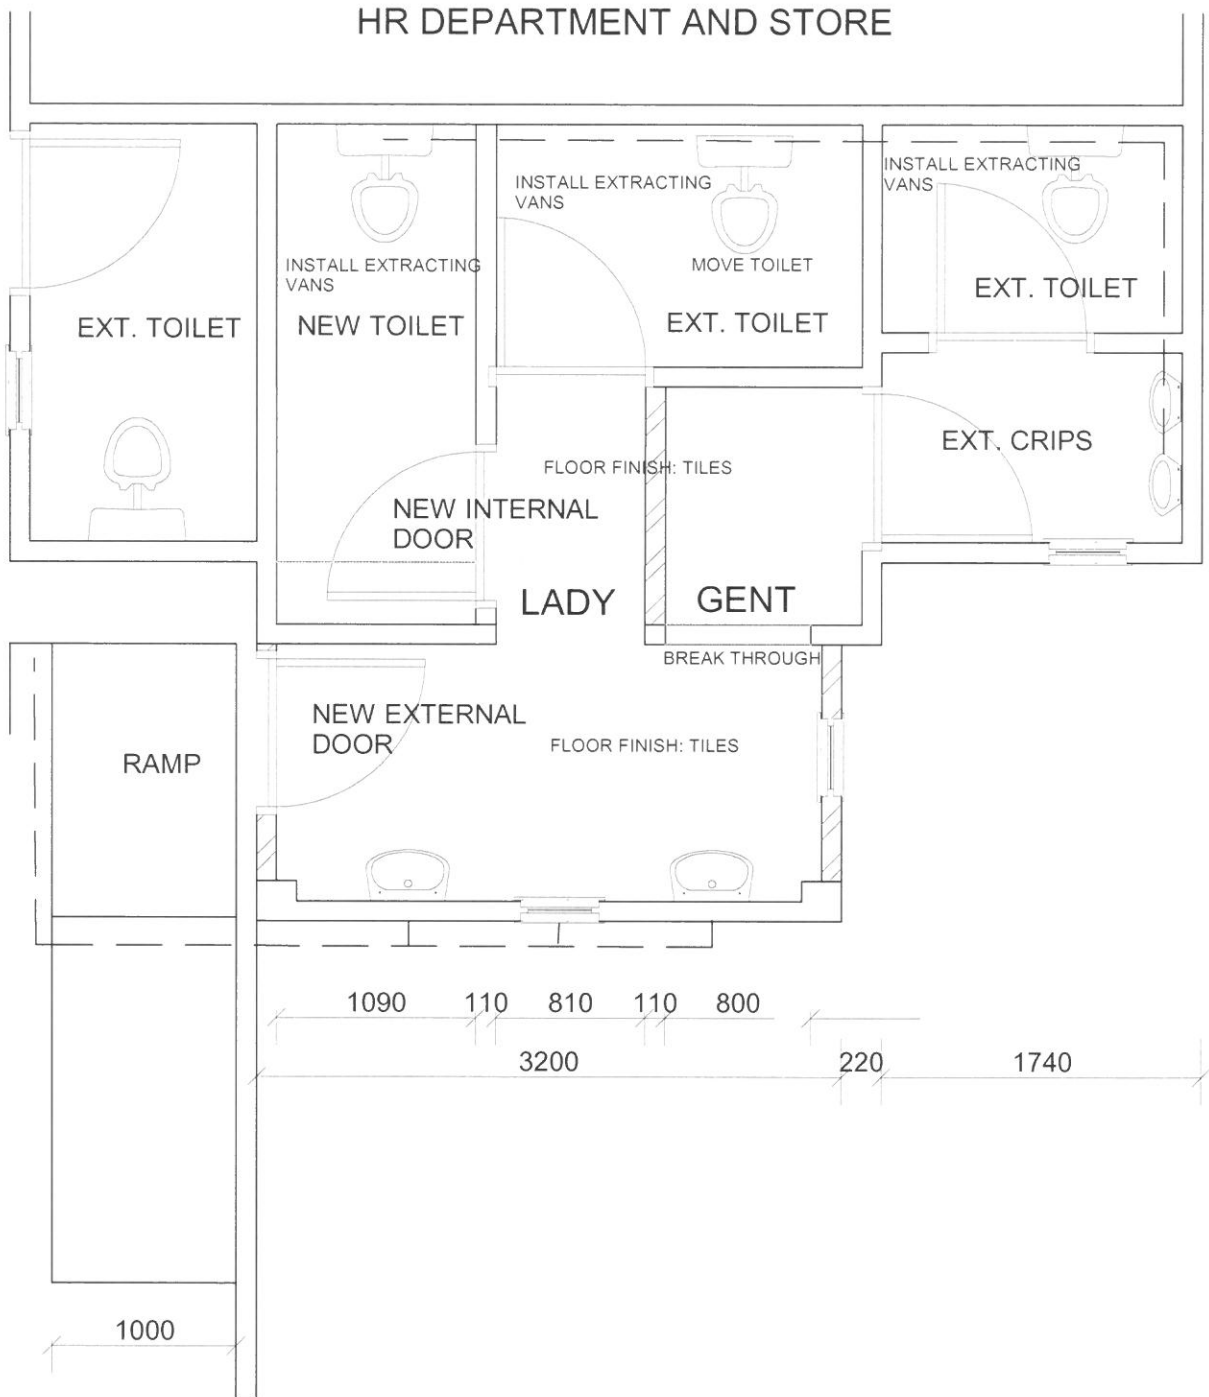 HR DEPARTMENT AND STORE
INSTALL EXTRACTING
VANS
INSTALL EXTRACTING
VANS
INSTALL EXTRACTING
VANS
MOVE TOILET
EXT. TOILET
NEW TOILET
EXT. TOILET
EXT. TOILET
EXT. CRIPS
FLOOR FINISH: TILES
NEW INTERNAL
DOOR
LADY
GENT
BREAK THROUGH
NEW EXTERNAL
DOOR
FLOOR FINISH: TILES
RAMP
1090
110
810
110
800
3200
220
1740
1000